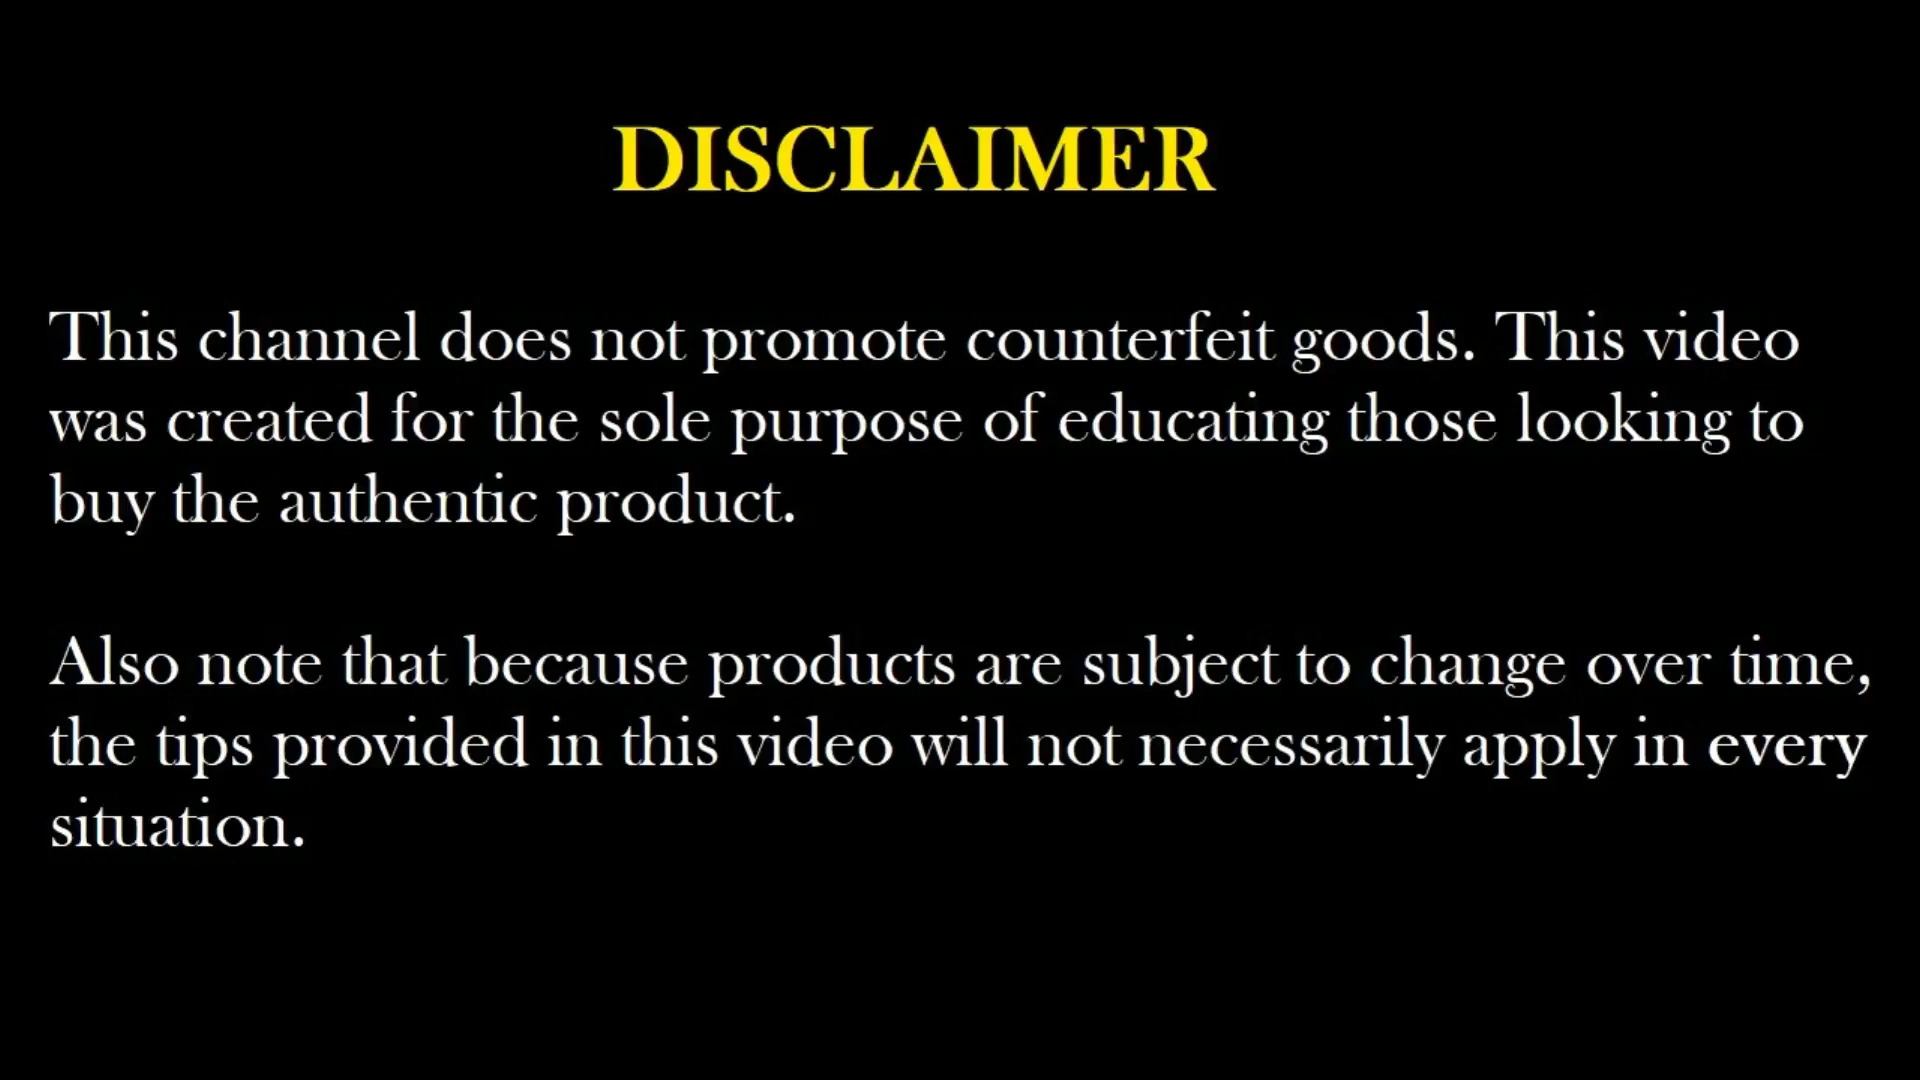 DISCLAIMER
This channel does not promote counterfeit goods. This video
was created for the sole purpose of educating those looking to
buy the authentic product.
Also note that because products are subject to change over time,
the tips provided in this video will not necessarily apply in every
situation.